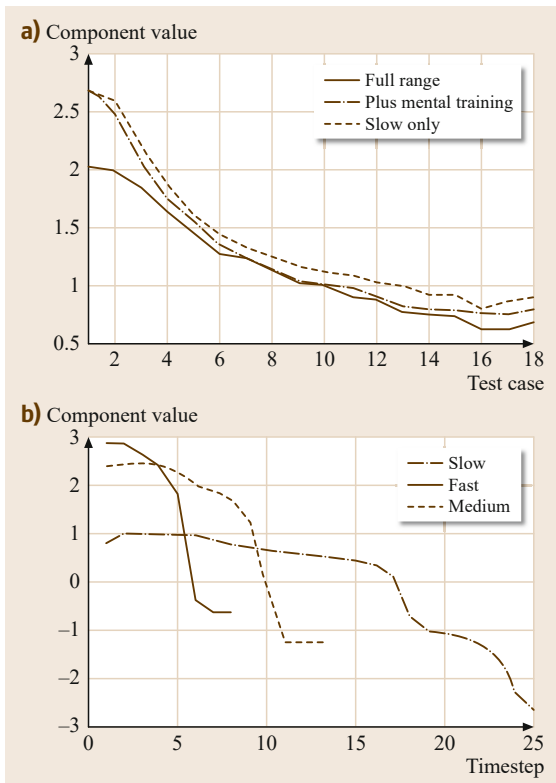 a) Component value
3
Full range
Plus mental training
Slow only
2.5
2
1.5
1
0.5
2 4 6 8 10 12 14 16 18
Test case
b) Component value
3
Slow
Fast
Medium
2
1
0
−1
−2
−3
0 5 10 15 20 25
Timestep